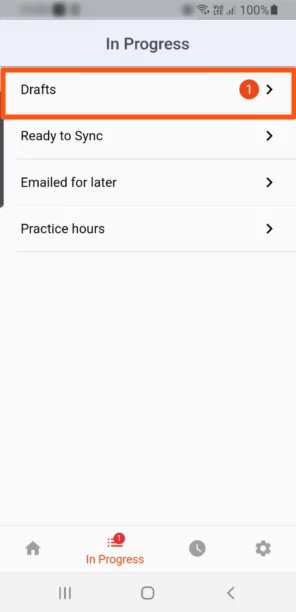 100%
In Progress
Drafts
1
Ready to Sync
Emailed for later
Practice hours
1
In Progress